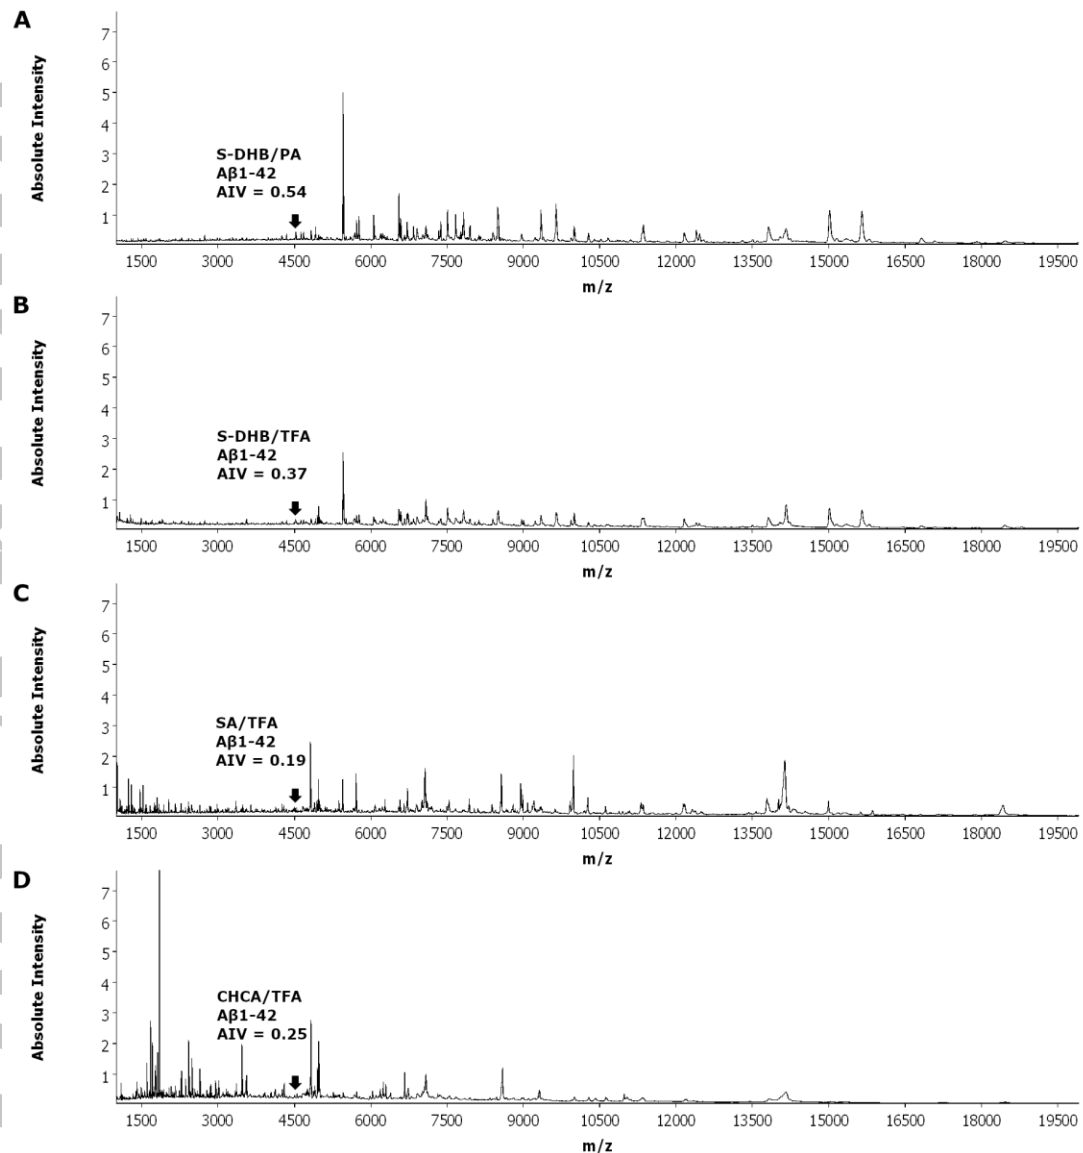 A
Absolute Intensity
7
6
5
4
3
2
1
S-DHB/PA
Aβ1-42
AIV = 0.54
1500 3000 4500 6000 7500 9000 10500 12000 13500 15000 16500 18000 19500
m/z
B
Absolute Intensity
7
6
5
4
3
2
1
S-DHB/TFA
Aβ1-42
AIV = 0.37
1500 3000 4500 6000 7500 9000 10500 12000 13500 15000 16500 18000 19500
m/z
C
Absolute Intensity
7
6
5
4
3
2
1
SA/TFA
Aβ1-42
AIV = 0.19
1500 3000 4500 6000 7500 9000 10500 12000 13500 15000 16500 18000 19500
m/z
D
Absolute Intensity
7
6
5
4
3
2
1
CHCA/TFA
Aβ1-42
AIV = 0.25
1500 3000 4500 6000 7500 9000 10500 12000 13500 15000 16500 18000 19500
m/z